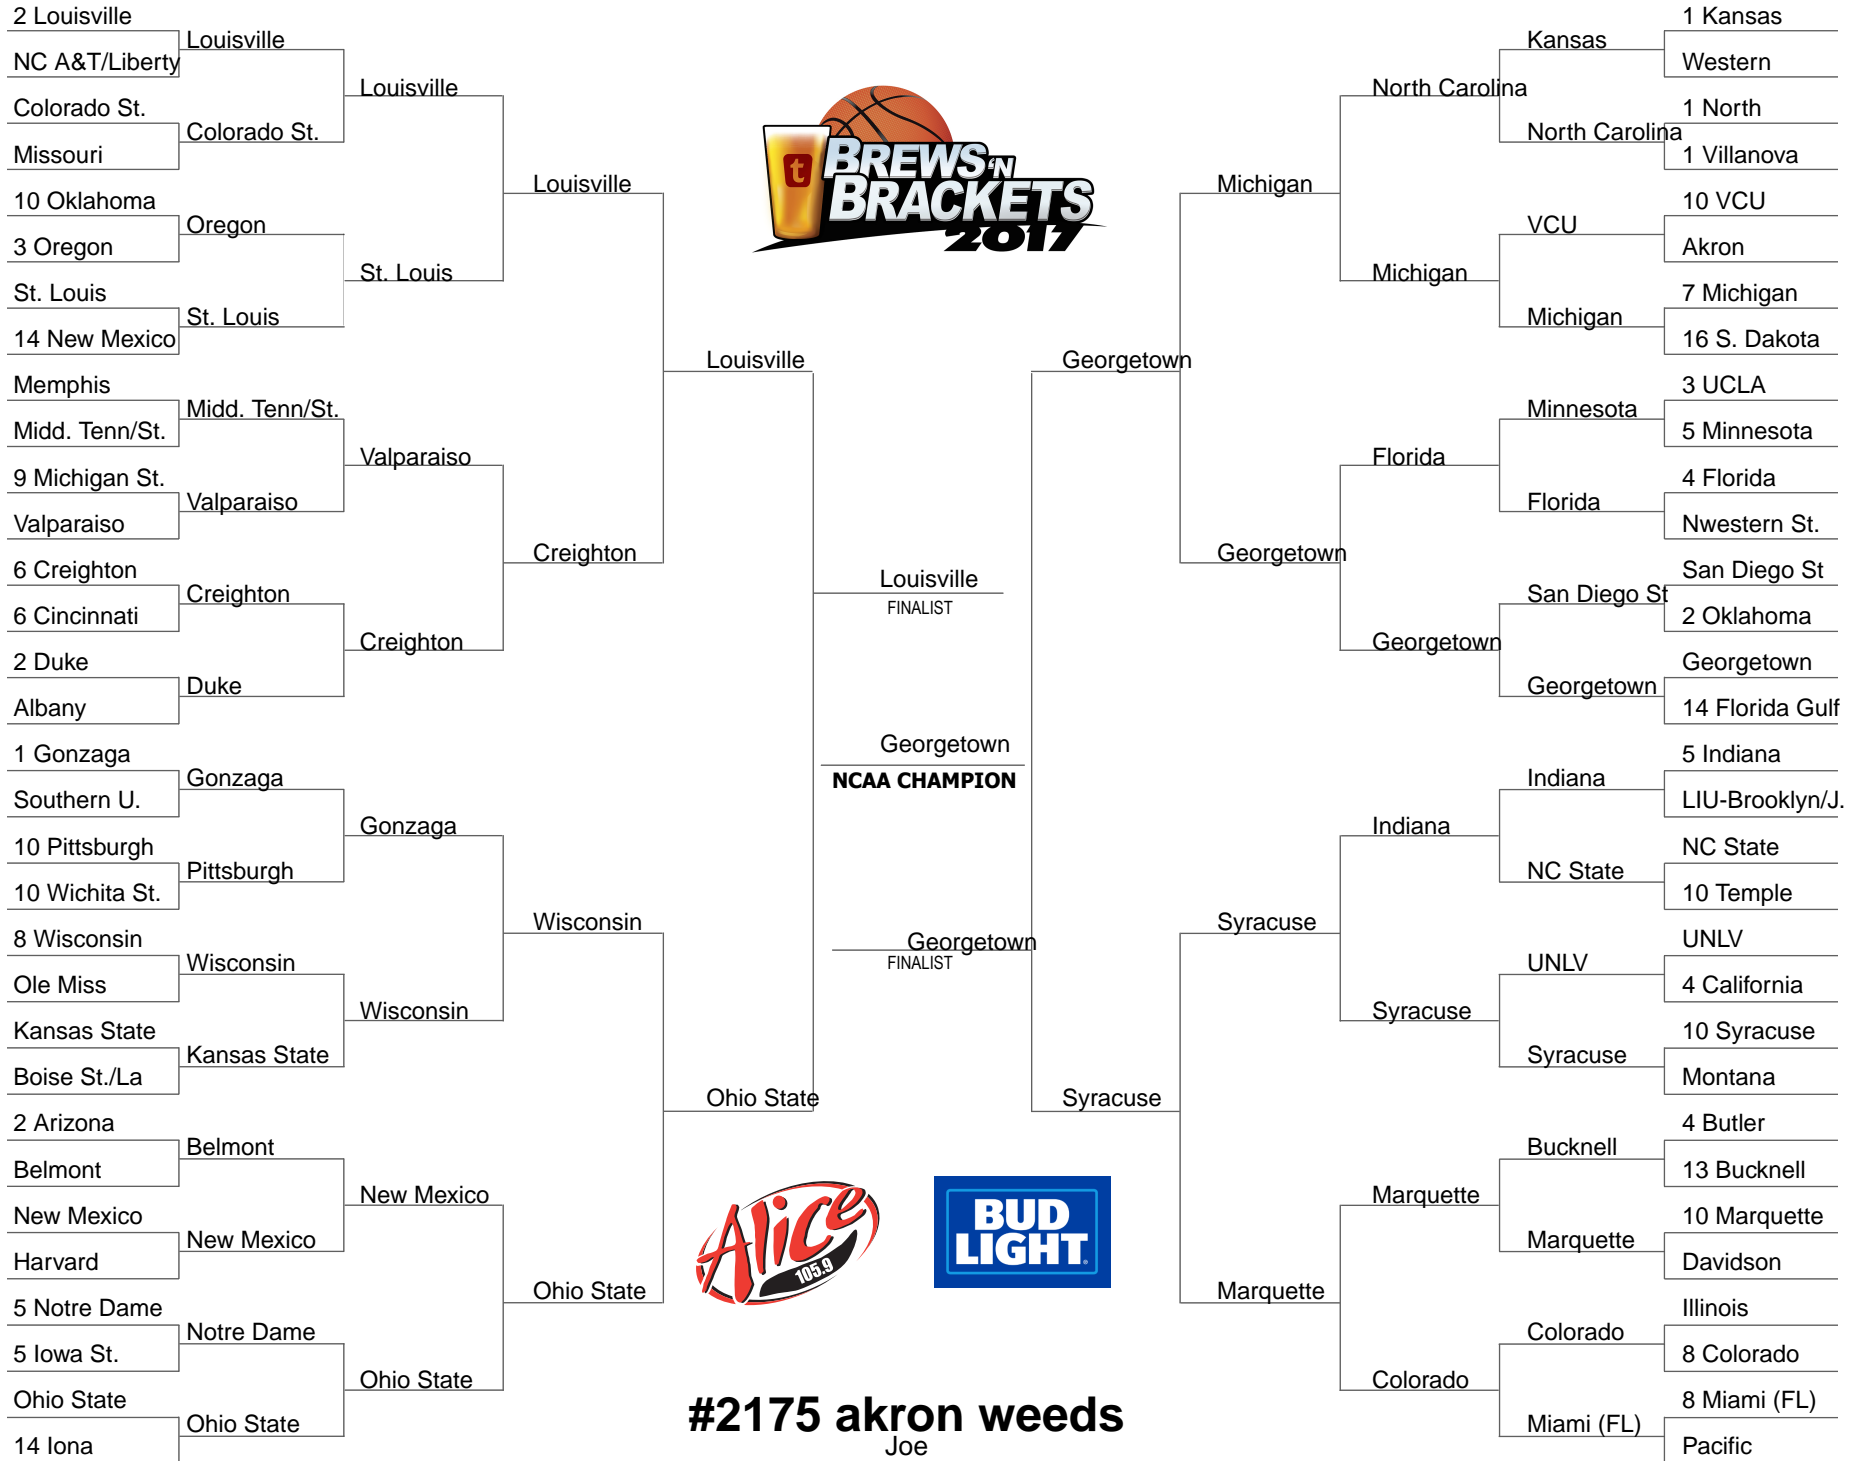 2 Louisville
NC A&T/Liberty
Colorado St.
Missouri
10 Oklahoma
3 Oregon
St. Louis
14 New Mexico
Memphis
Midd. Tenn/St.
9 Michigan St.
Valparaiso
6 Creighton
6 Cincinnati
2 Duke
Albany
1 Gonzaga
Southern U.
10 Pittsburgh
10 Wichita St.
8 Wisconsin
Ole Miss
Kansas State
Boise St./La
2 Arizona
Belmont
New Mexico
Harvard
5 Notre Dame
5 Iowa St.
Ohio State
14 Iona
Louisville
Colorado St.
Oregon
St. Louis
Midd. Tenn/St.
Valparaiso
Creighton
Duke
Gonzaga
Pittsburgh
Wisconsin
Kansas State
Belmont
New Mexico
Notre Dame
Ohio State
Louisville
St. Louis
Valparaiso
Creighton
Gonzaga
Wisconsin
New Mexico
Ohio State
Louisville
Creighton
Wisconsin
Ohio State
Louisville
Ohio State
t
BREWS 'N
BRACKETS
2017
Louisville
FINALIST
Georgetown
NCAA CHAMPION
Georgetown
FINALIST
Alice
105.9
BUD
LIGHT
#2175 akron weeds
Joe
Georgetown
Syracuse
Michigan
Georgetown
Syracuse
Marquette
North Carolina
Michigan
Florida
Georgetown
Indiana
Syracuse
Marquette
Colorado
Kansas
North Carolina
VCU
Michigan
Minnesota
Florida
San Diego St
Georgetown
Indiana
NC State
UNLV
Syracuse
Bucknell
Marquette
Colorado
Miami (FL)
1 Kansas
Western
1 North
1 Villanova
10 VCU
Akron
7 Michigan
16 S. Dakota
3 UCLA
5 Minnesota
4 Florida
Nwestern St.
San Diego St
2 Oklahoma
Georgetown
14 Florida Gulf
5 Indiana
LIU-Brooklyn/J.
NC State
10 Temple
UNLV
4 California
10 Syracuse
Montana
4 Butler
13 Bucknell
10 Marquette
Davidson
Illinois
8 Colorado
8 Miami (FL)
Pacific